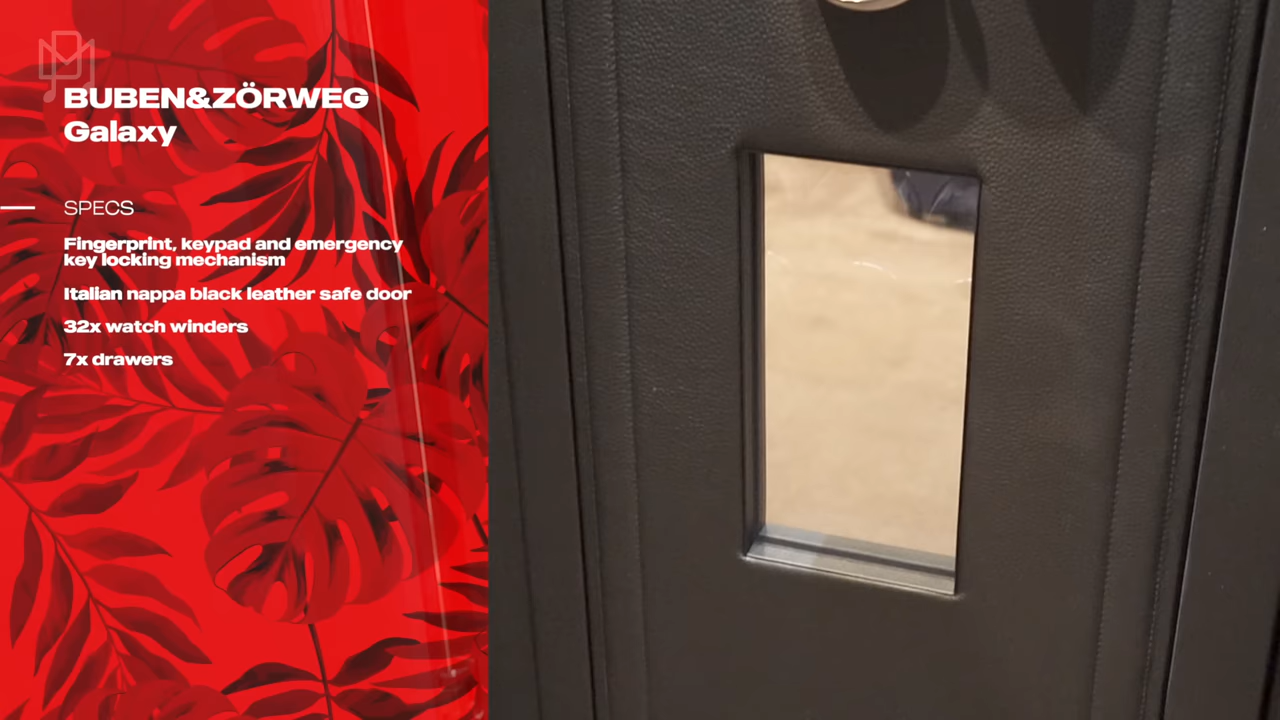 BUBEN&ZÖRWEG
Galaxy
SPECS
Fingerprint, keypad and emergency
key locking mechanism
Italian nappa black leather safe door
32x watch winders
7x drawers